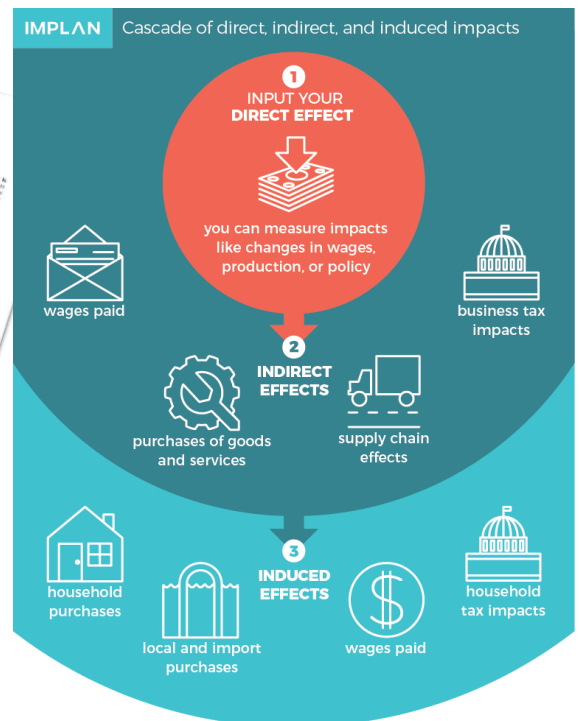 IMPLAN
Cascade of direct, indirect, and induced impacts
1
INPUT YOUR
DIRECT EFFECT
you can measure impacts
like changes in wages,
production, or policy
wages paid
business tax
impacts
2
INDIRECT
EFFECTS
purchases of goods
and services
supply chain
effects
3
INDUCED
EFFECTS
household
purchases
local and import
purchases
wages paid
household
tax impacts